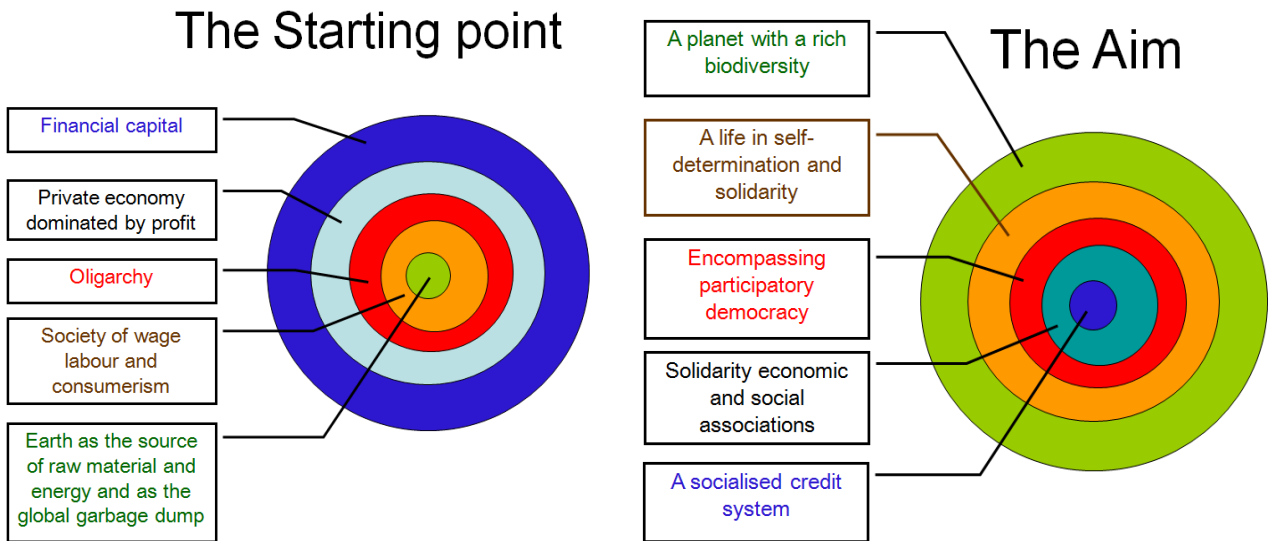 The Starting point
Financial capital
Private economy
dominated by profit
Oligarchy
Society of wage
labour and
consumerism
Earth as the source
of raw material and
energy and as the
global garbage dump
The Aim
A planet with a rich
biodiversity
A life in self-
determination and
solidarity
Encompassing
participatory
democracy
Solidarity economic
and social
associations
A socialised credit
system